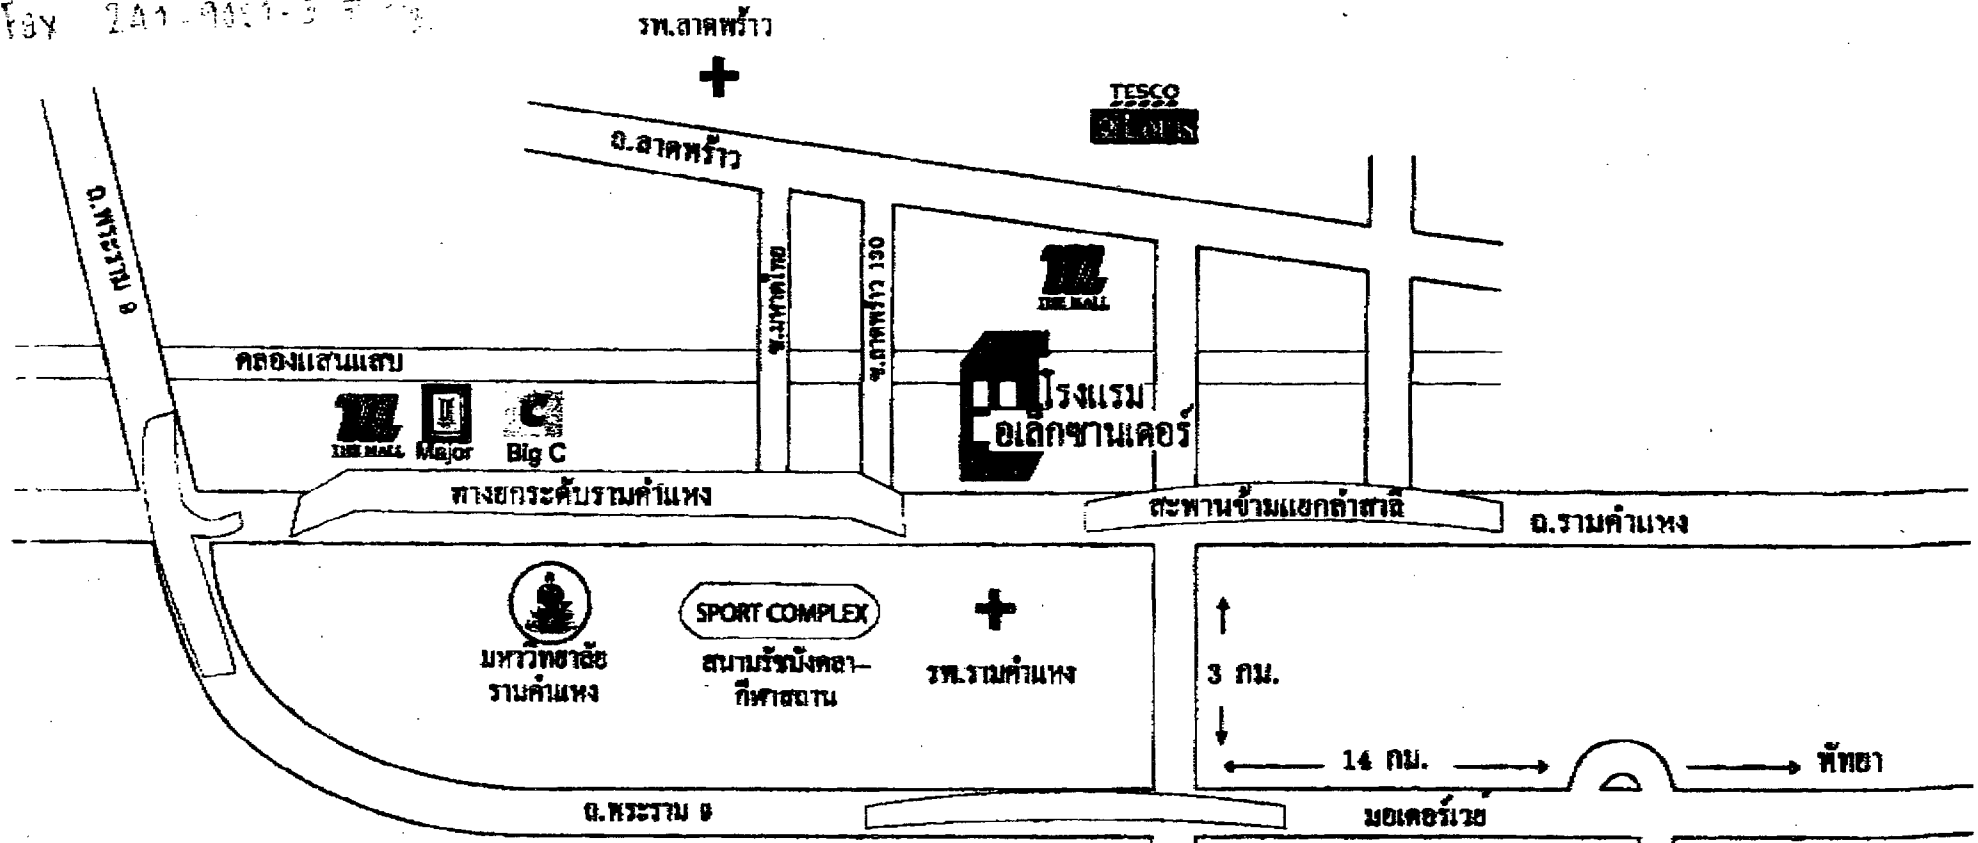 รพ.ลาดพร้าว
TESCO
Lotus
ถ.ลาดพร้าว
ถ.พระราม 9
ซ.มหาดไทย
ซ.ลาดพร้าว 130
THE MALL
คลองแสนแสบ
โรงแรม
อเล็กซานเดอร์
THE MALL
Major
C
Big C
ทางยกระดับรามคำแหง
สะพานข้ามแยกลำสาลี
ถ.รามคำแหง
SPORT COMPLEX
มหาวิทยาลัย
รามคำแหง
สนามรัชมังคลา-
กีฬาสถาน
รพ.รามคำแหง
3 กม.
14 กม.
พัทยา
ถ.พระราม 9
มอเตอร์เวย์